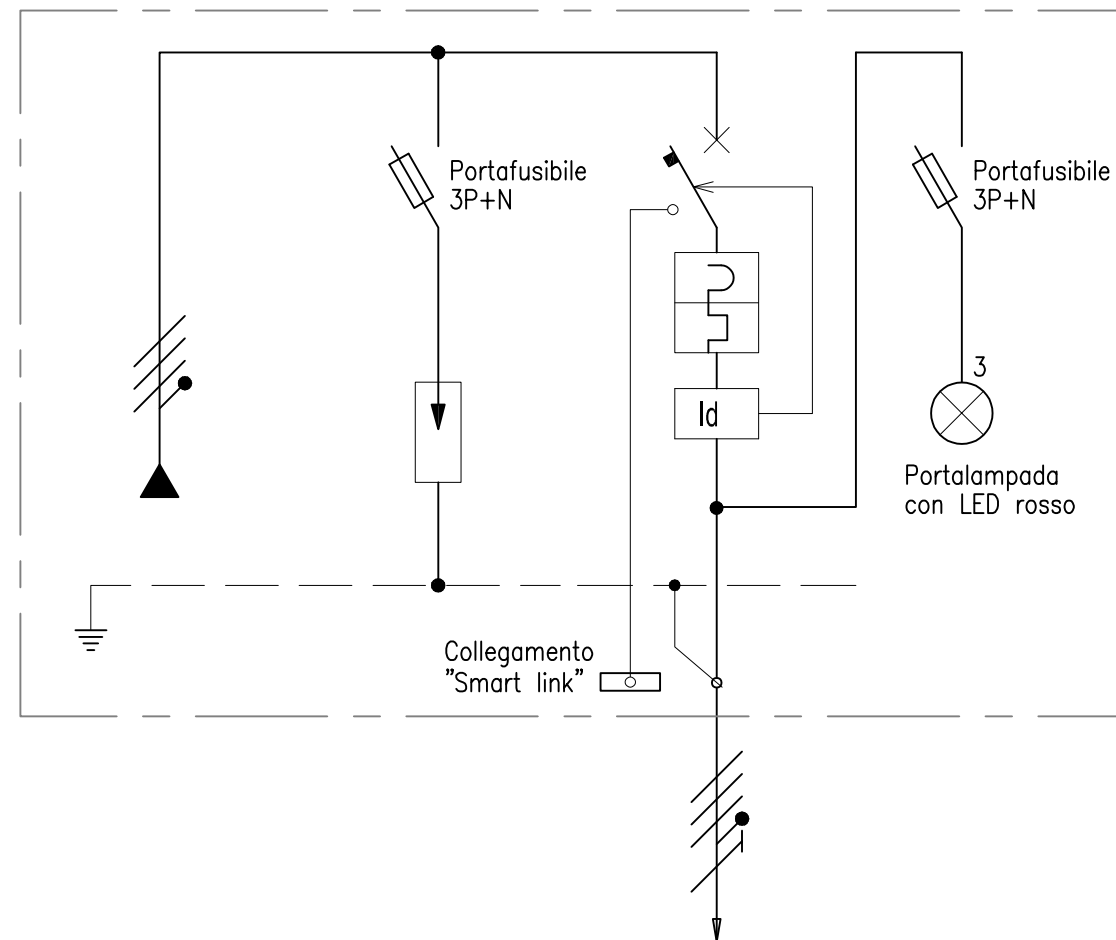 Portafusibile
3P+N
Portafusibile
3P+N
Id
3
Portalampada
con LED rosso
Collegamento
"Smart link"